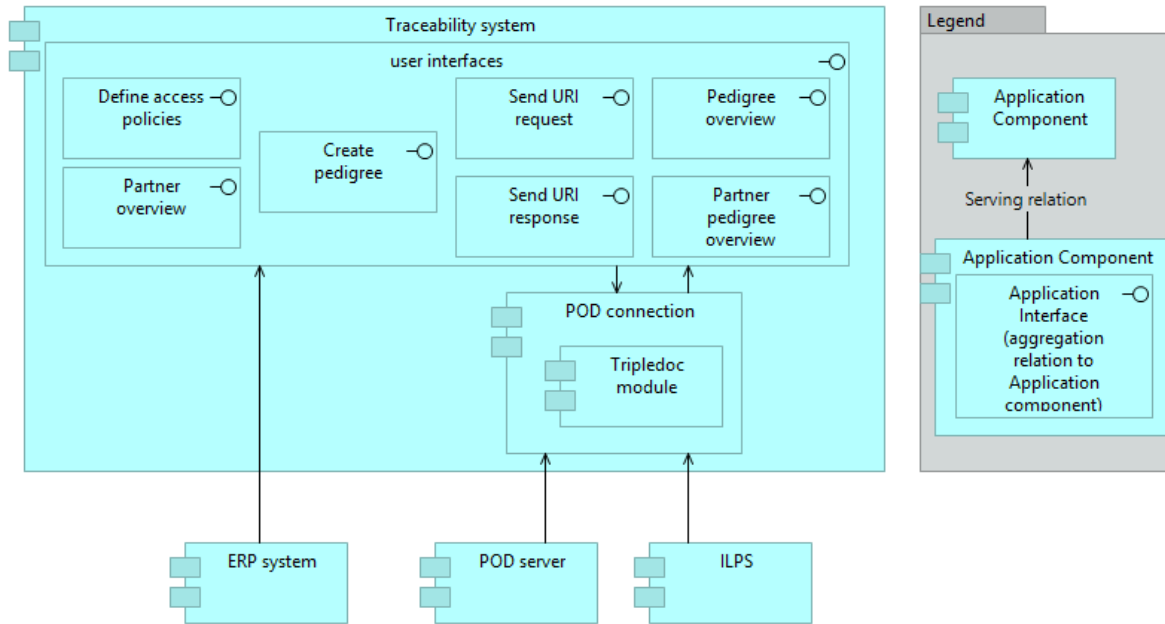 Traceability system
user interfaces
Define access
policies
Partner
overview
Create
pedigree
Send URI
request
Send URI
response
Pedigree
overview
Partner
pedigree
overview
POD connection
Tripledoc
module
ERP system
POD server
ILPS
Legend
Application
Component
Serving relation
Application Component
Application
Interface
(aggregation
relation to
Application
component)